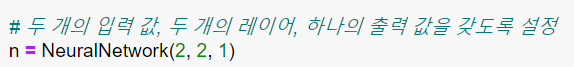 # 두 개의 입력 값, 두 개의 레이어, 하나의 출력 값을 갖도록 설정
n = NeuralNetwork(2, 2, 1)